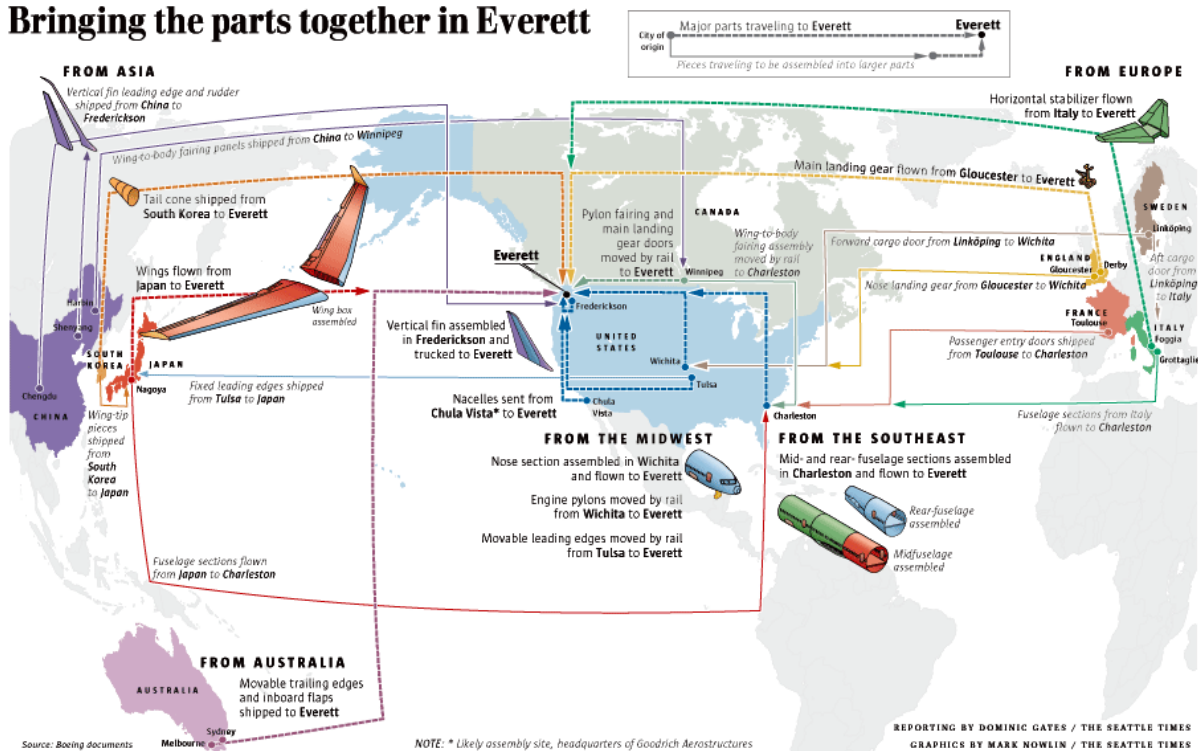 Bringing the parts together in Everett
City of
origin
Major parts traveling to Everett
Everett
Pieces traveling to be assembled into larger parts
FROM ASIA
Vertical fin leading edge and rudder
shipped from China to
Frederickson
Wing-to-body fairing panels shipped from China to Winnipeg
Tail cone shipped from
South Korea to Everett
Wings flown from
Japan to Everett
Wing box
assembled
Harbin
Shenyang
SOUTH
KOREA
JAPAN
Nagoya
Chengdu
CHINA
Fixed leading edges shipped
from Tulsa to Japan
Wing-tip
pieces
shipped
from
South
Korea
to Japan
Fuselage sections flown
from Japan to Charleston
FROM EUROPE
Horizontal stabilizer flown
from Italy to Everett
Main landing gear flown from Gloucester to Everett
SWEDEN
Linköping
Forward cargo door from Linköping to Wichita
ENGLAND
Gloucester
Derby
Nose landing gear from Gloucester to Wichita
Aft cargo
door from
Linköping
to Italy
FRANCE
Toulouse
Passenger entry doors shipped
from Toulouse to Charleston
ITALY
Foggia
Grottaglie
Fuselage sections from Italy
flown to Charleston
Pylon fairing and
main landing
gear doors
moved by rail
to Everett
CANADA
Wing-to-body
fairing assembly
moved by rail
to Charleston
Winnipeg
Everett
Frederickson
Vertical fin assembled
in Frederickson and
trucked to Everett
UNITED
STATES
Wichita
Tulsa
Nacelles sent from
Chula Vista* to Everett
Chula
Vista
Charleston
FROM THE MIDWEST
Nose section assembled in Wichita
and flown to Everett
Engine pylons moved by rail
from Wichita to Everett
Movable leading edges moved by rail
from Tulsa to Everett
FROM THE SOUTHEAST
Mid- and rear- fuselage sections assembled
in Charleston and flown to Everett
Rear-fuselage
assembled
Midfuselage
assembled
FROM AUSTRALIA
Movable trailing edges
and inboard flaps
shipped to Everett
AUSTRALIA
Sydney
Melbourne
Source: Boeing documents
NOTE: * Likely assembly site, headquarters of Goodrich Aerostructures
REPORTING BY DOMINIC GATES / THE SEATTLE TIMES
GRAPHICS BY MARK NOWLIN / THE SEATTLE TIMES